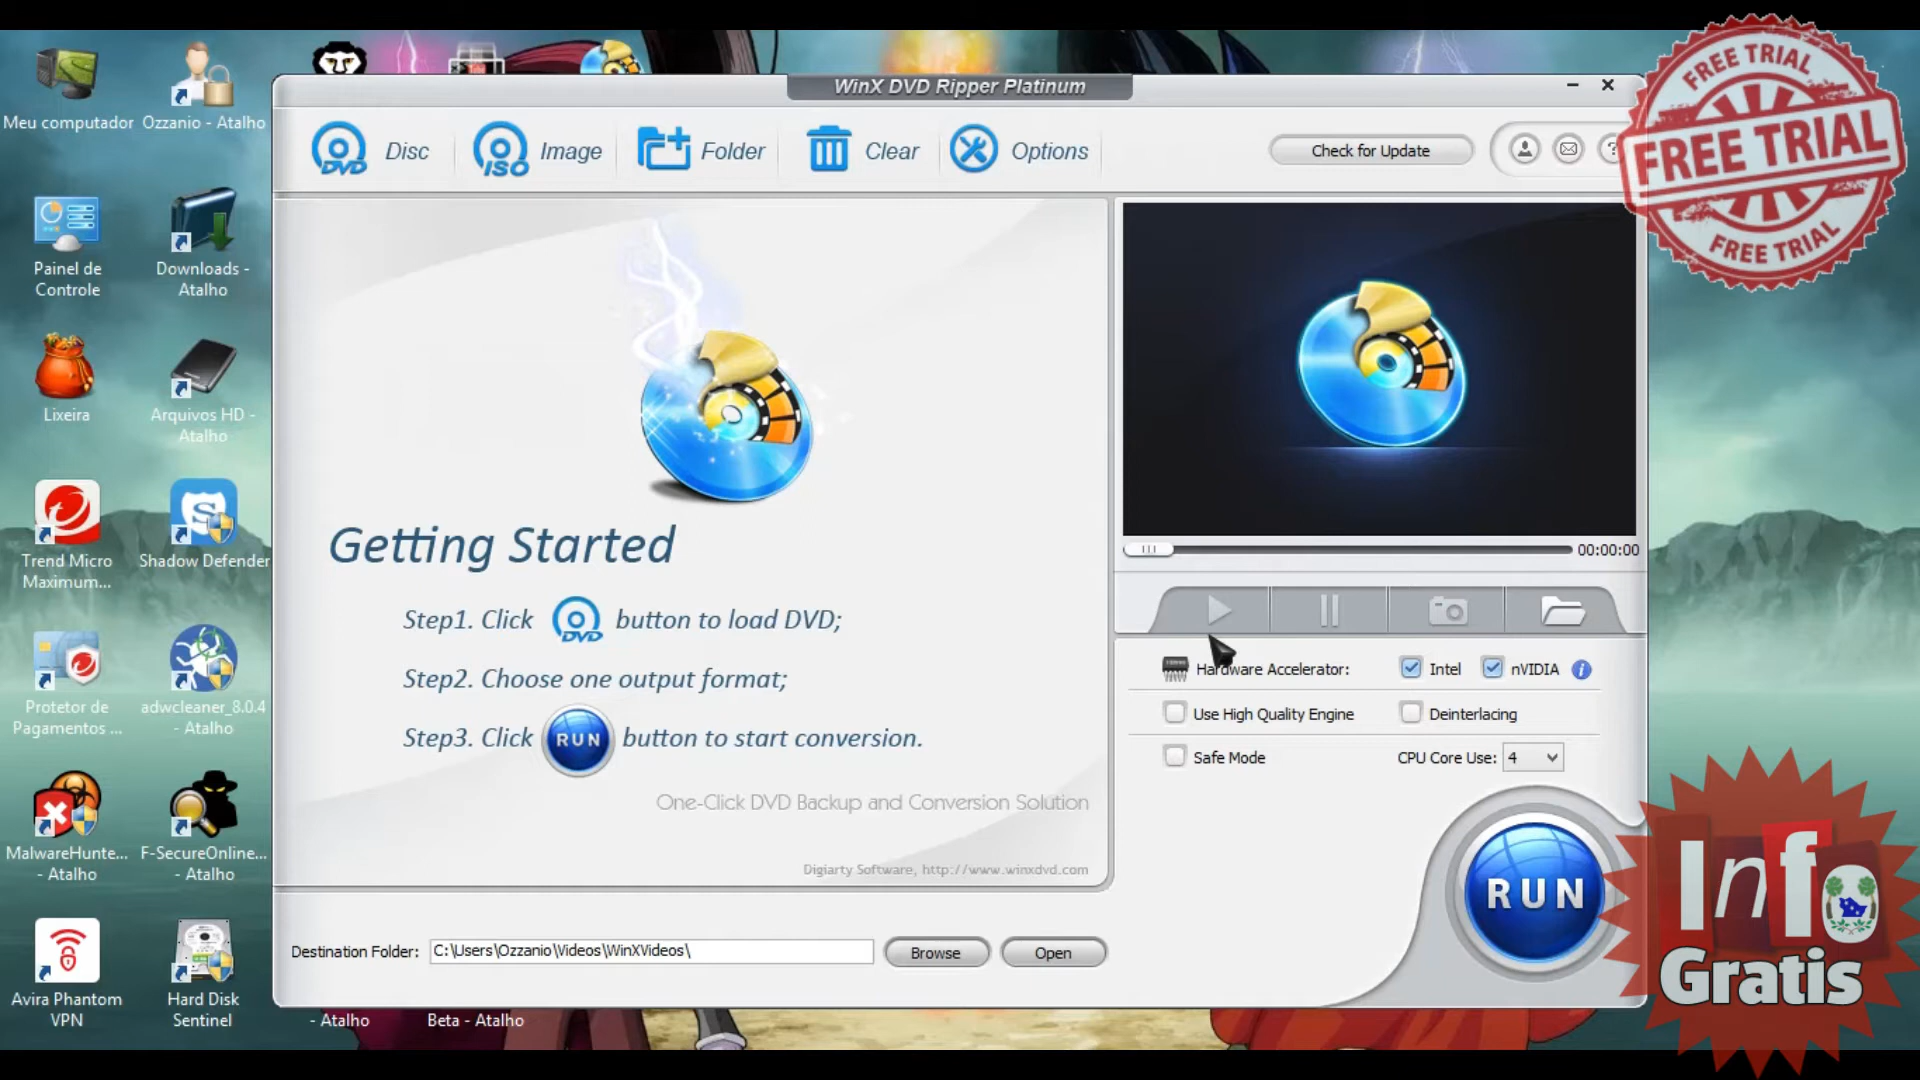 WinX DVD Ripper Platinum
Disc
Image
Folder
Clear
Options
Check for Update
DVD
ISO
?
FREE TRIAL
FREE TRIAL
FREE TRIAL
Meu computador
Ozzanio - Atalho
Painel de
Controle
Downloads -
Atalho
Lixeira
Arquivos HD -
Atalho
Trend Micro
Maximum...
Shadow Defender
Protetor de
Pagamentos ...
adwcleaner_8.0.4
- Atalho
MalwareHunte...
- Atalho
F-SecureOnline...
- Atalho
Avira Phantom
VPN
Hard Disk
Sentinel
- Atalho
Beta - Atalho
Getting Started
Step1. Click DVD button to load DVD;
Step2. Choose one output format;
Step3. Click RUN button to start conversion.
One-Click DVD Backup and Conversion Solution
Digiarty Software, http://www.winxdvd.com
00:00:00
Hardware Accelerator:
Intel
nVIDIA
i
Use High Quality Engine
Deinterlacing
Safe Mode
CPU Core Use: 4
RUN
Destination Folder: C:\Users\Ozzanio\Videos\WinXVideos\
Browse
Open
Info
Gratis